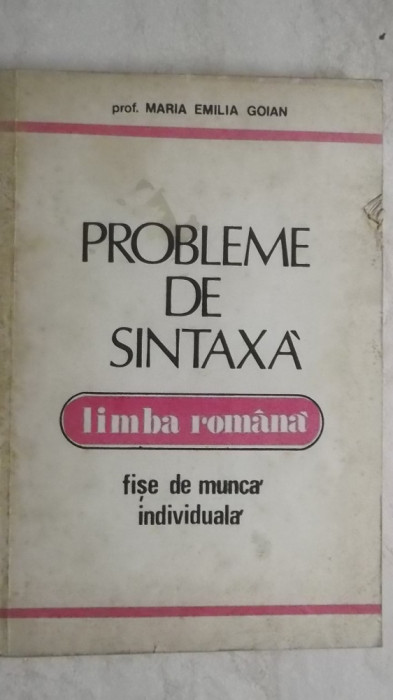 prof. MARIA EMILIA GOIAN
PROBLEME
DE
SINTAXĂ
limba română
fișe de muncă
individuală